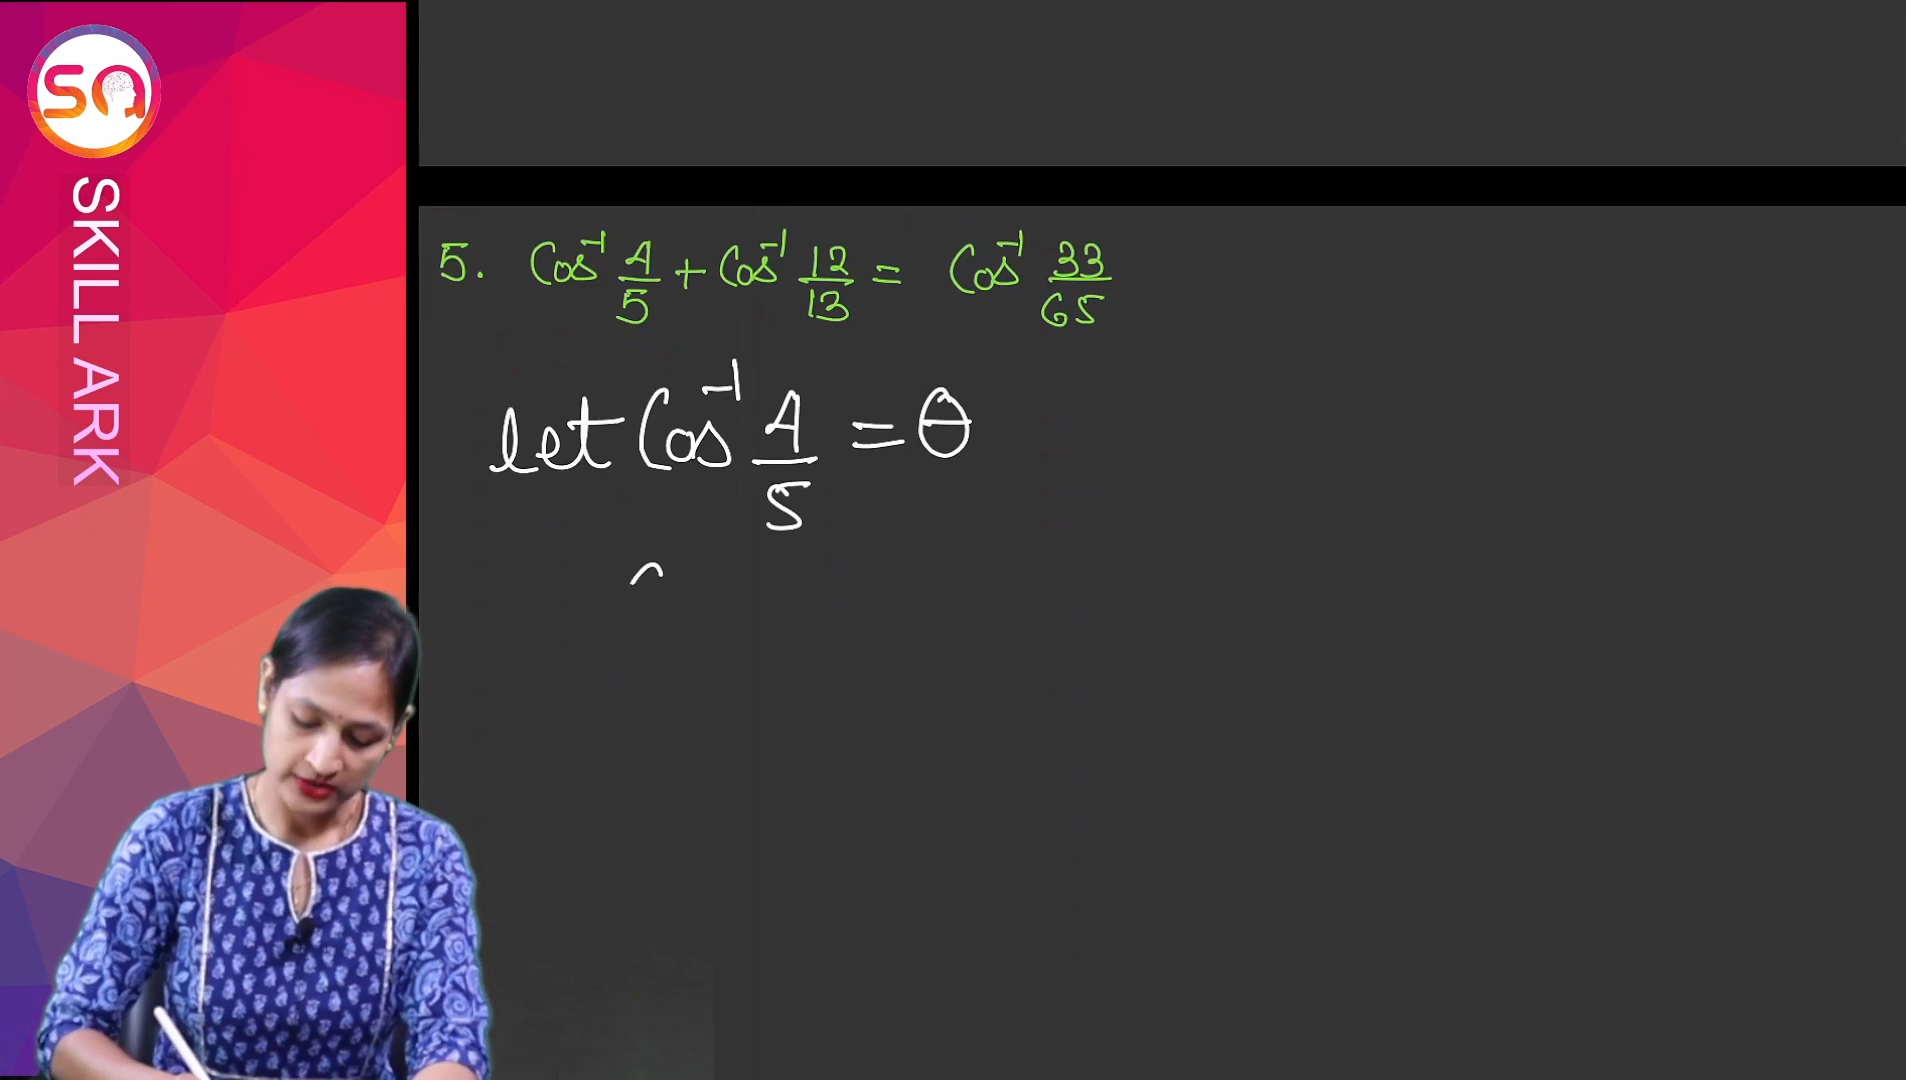 SA
SKILL ARK
5. Cos⁻¹ 4/5 + Cos⁻¹ 12/13 = Cos⁻¹ 33/65
let Cos⁻¹ 4/5 = θ